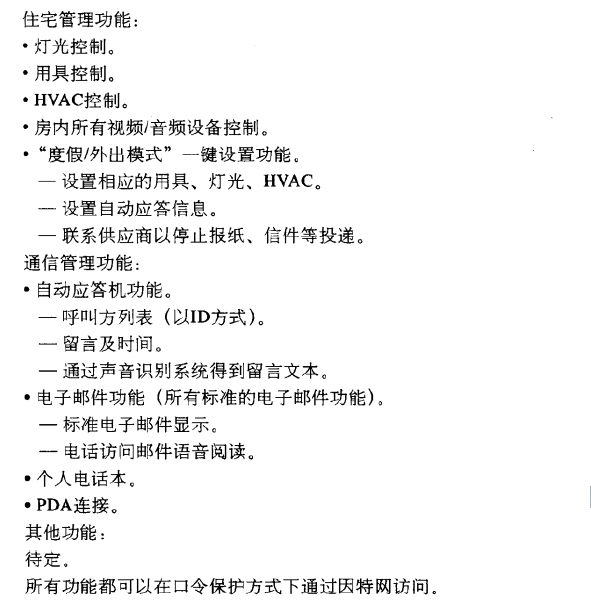 住宅管理功能:
• 灯光控制。
• 用具控制。
• HVAC控制。
• 房内所有视频/音频设备控制。
• “度假/外出模式”一键设置功能。
— 设置相应的用具、灯光、HVAC。
— 设置自动应答信息。
— 联系供应商以停止报纸、信件等投递。
通信管理功能:
• 自动应答机功能。
— 呼叫方列表（以ID方式）。
— 留言及时间。
— 通过声音识别系统得到留言文本。
• 电子邮件功能（所有标准的电子邮件功能）。
— 标准电子邮件显示。
— 电话访问邮件语音阅读。
• 个人电话本。
• PDA连接。
其他功能:
待定。
所有功能都可以在口令保护方式下通过因特网访问。